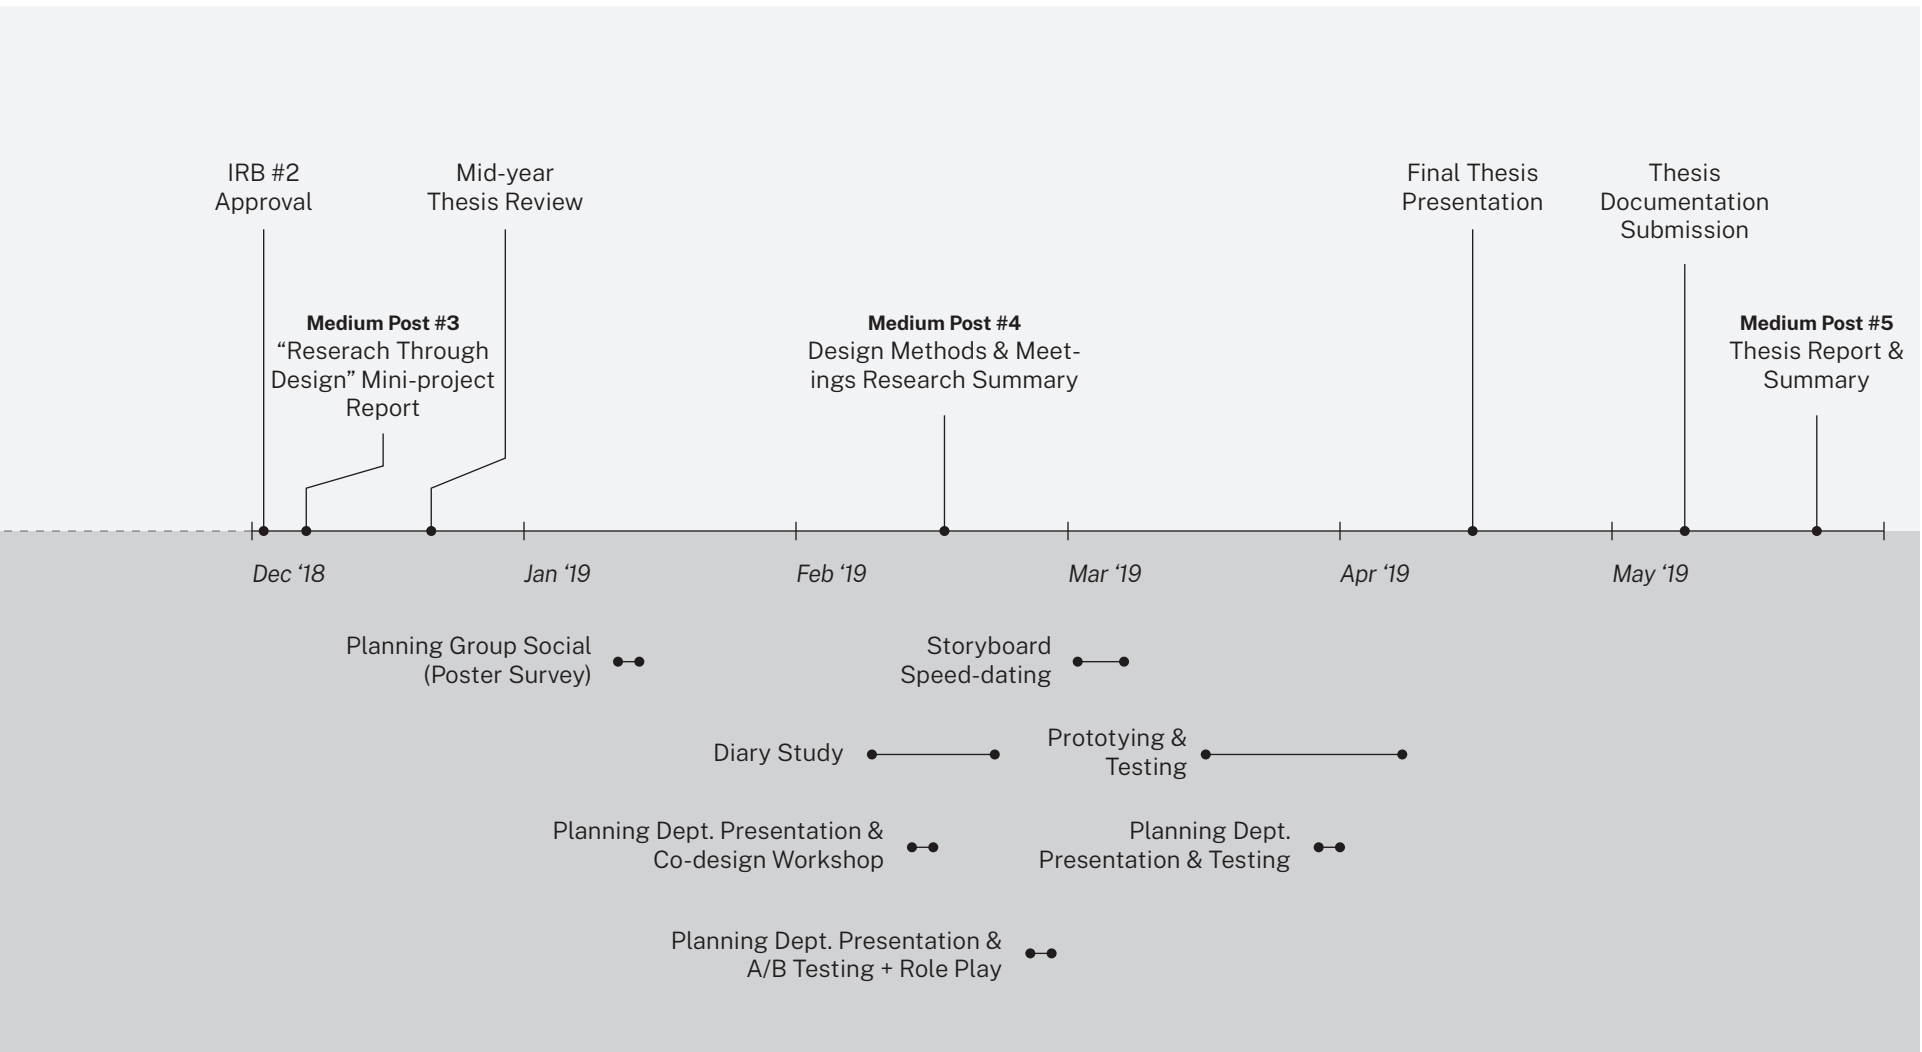 IRB #2
Approval
Mid-year
Thesis Review
Final Thesis
Presentation
Thesis
Documentation
Submission
Medium Post #3
“Reserach Through
Design” Mini-project
Report
Medium Post #4
Design Methods & Meet-
ings Research Summary
Medium Post #5
Thesis Report &
Summary
Dec ‘18
Jan ‘19
Feb ‘19
Mar ‘19
Apr ‘19
May ‘19
Planning Group Social
(Poster Survey)
Storyboard
Speed-dating
Diary Study
Prototying &
Testing
Planning Dept. Presentation &
Co-design Workshop
Planning Dept.
Presentation & Testing
Planning Dept. Presentation &
A/B Testing + Role Play